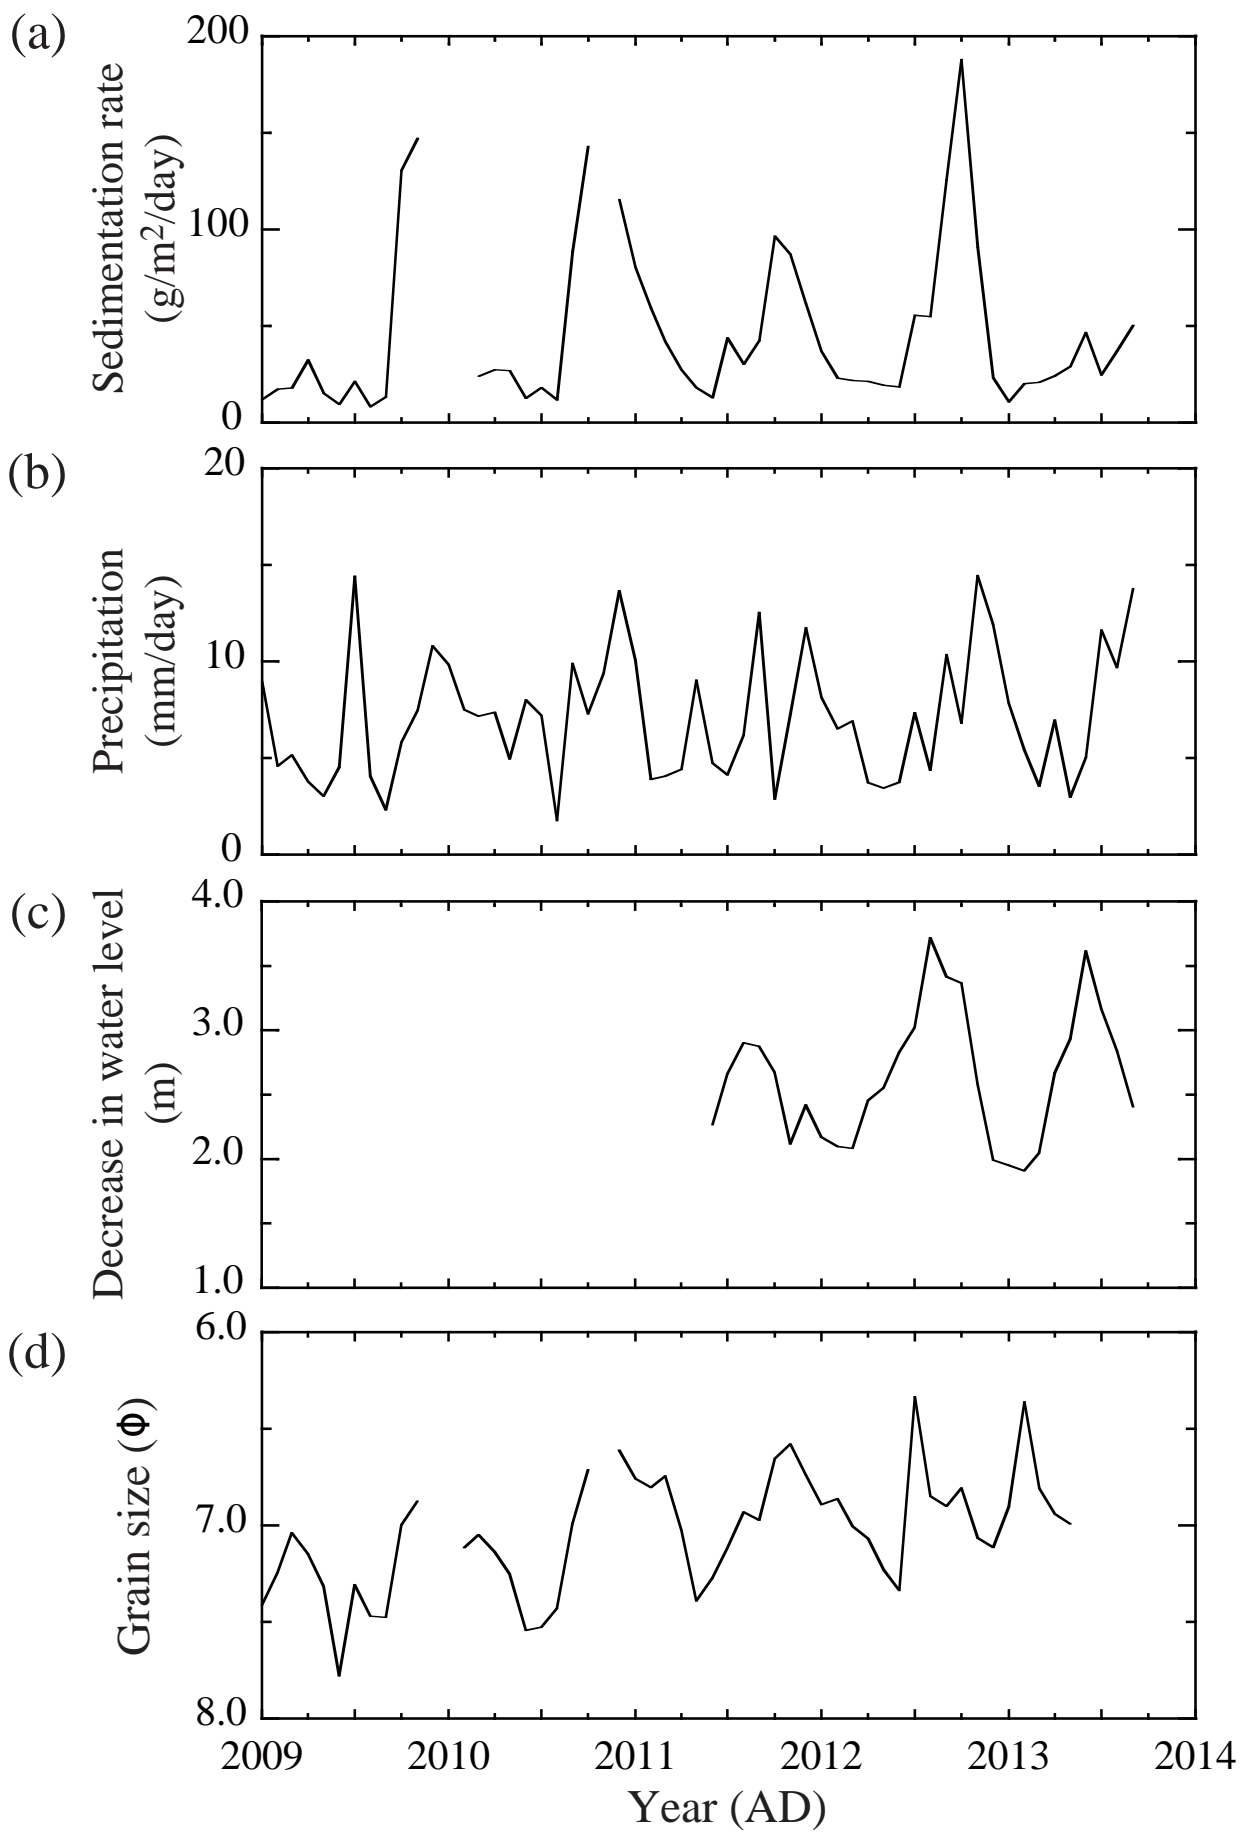 (a)
Sedimentation rate
(g/m2/day)
200
100
0
(b)
Precipitation
(mm/day)
20
10
0
(c)
Decrease in water level
(m)
4.0
3.0
2.0
1.0
(d)
Grain size (ϕ)
6.0
7.0
8.0
2009 2010 2011 2012 2013 2014
Year (AD)